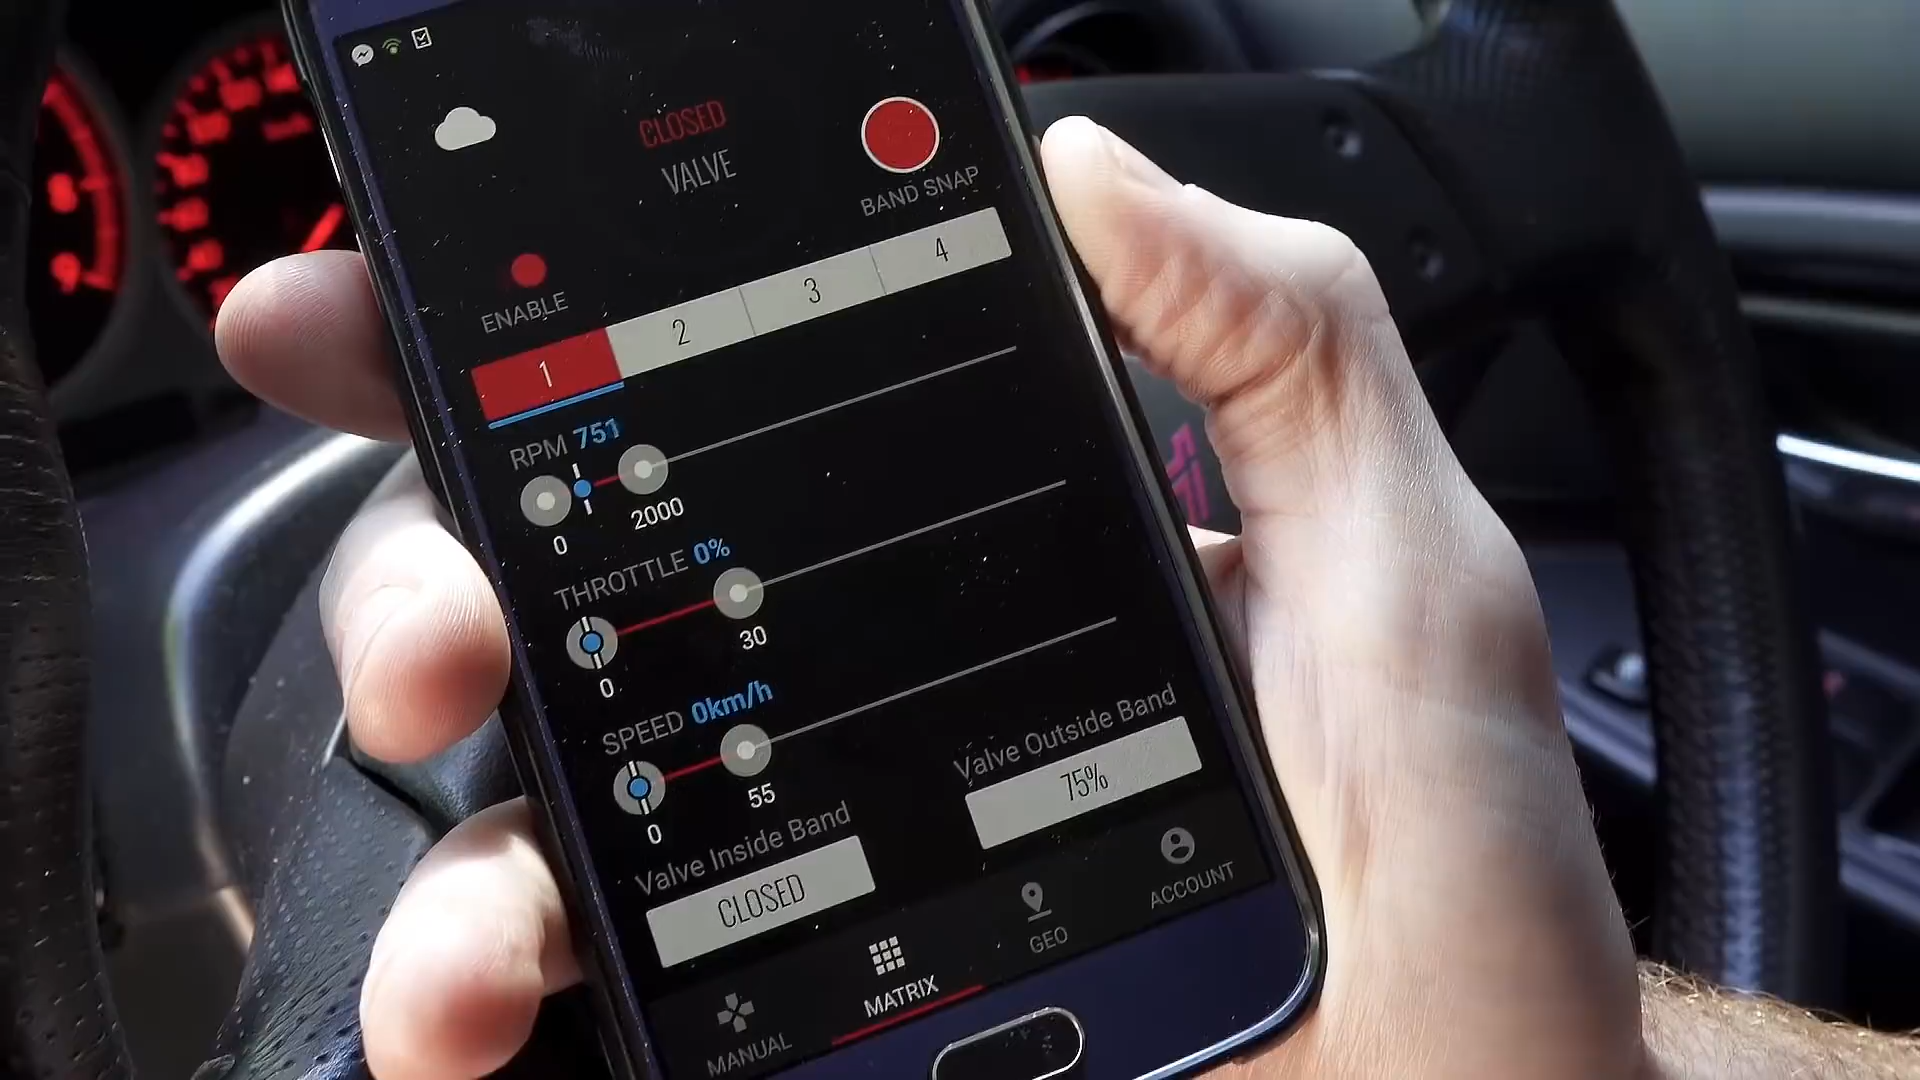 CLOSED
VALVE
BAND SNAP
ENABLE
1 2 3 4
RPM 751
0 2000
THROTTLE 0%
0 30
SPEED 0km/h
0 55
Valve Inside Band
CLOSED
Valve Outside Band
75%
MANUAL
MATRIX
GEO
ACCOUNT